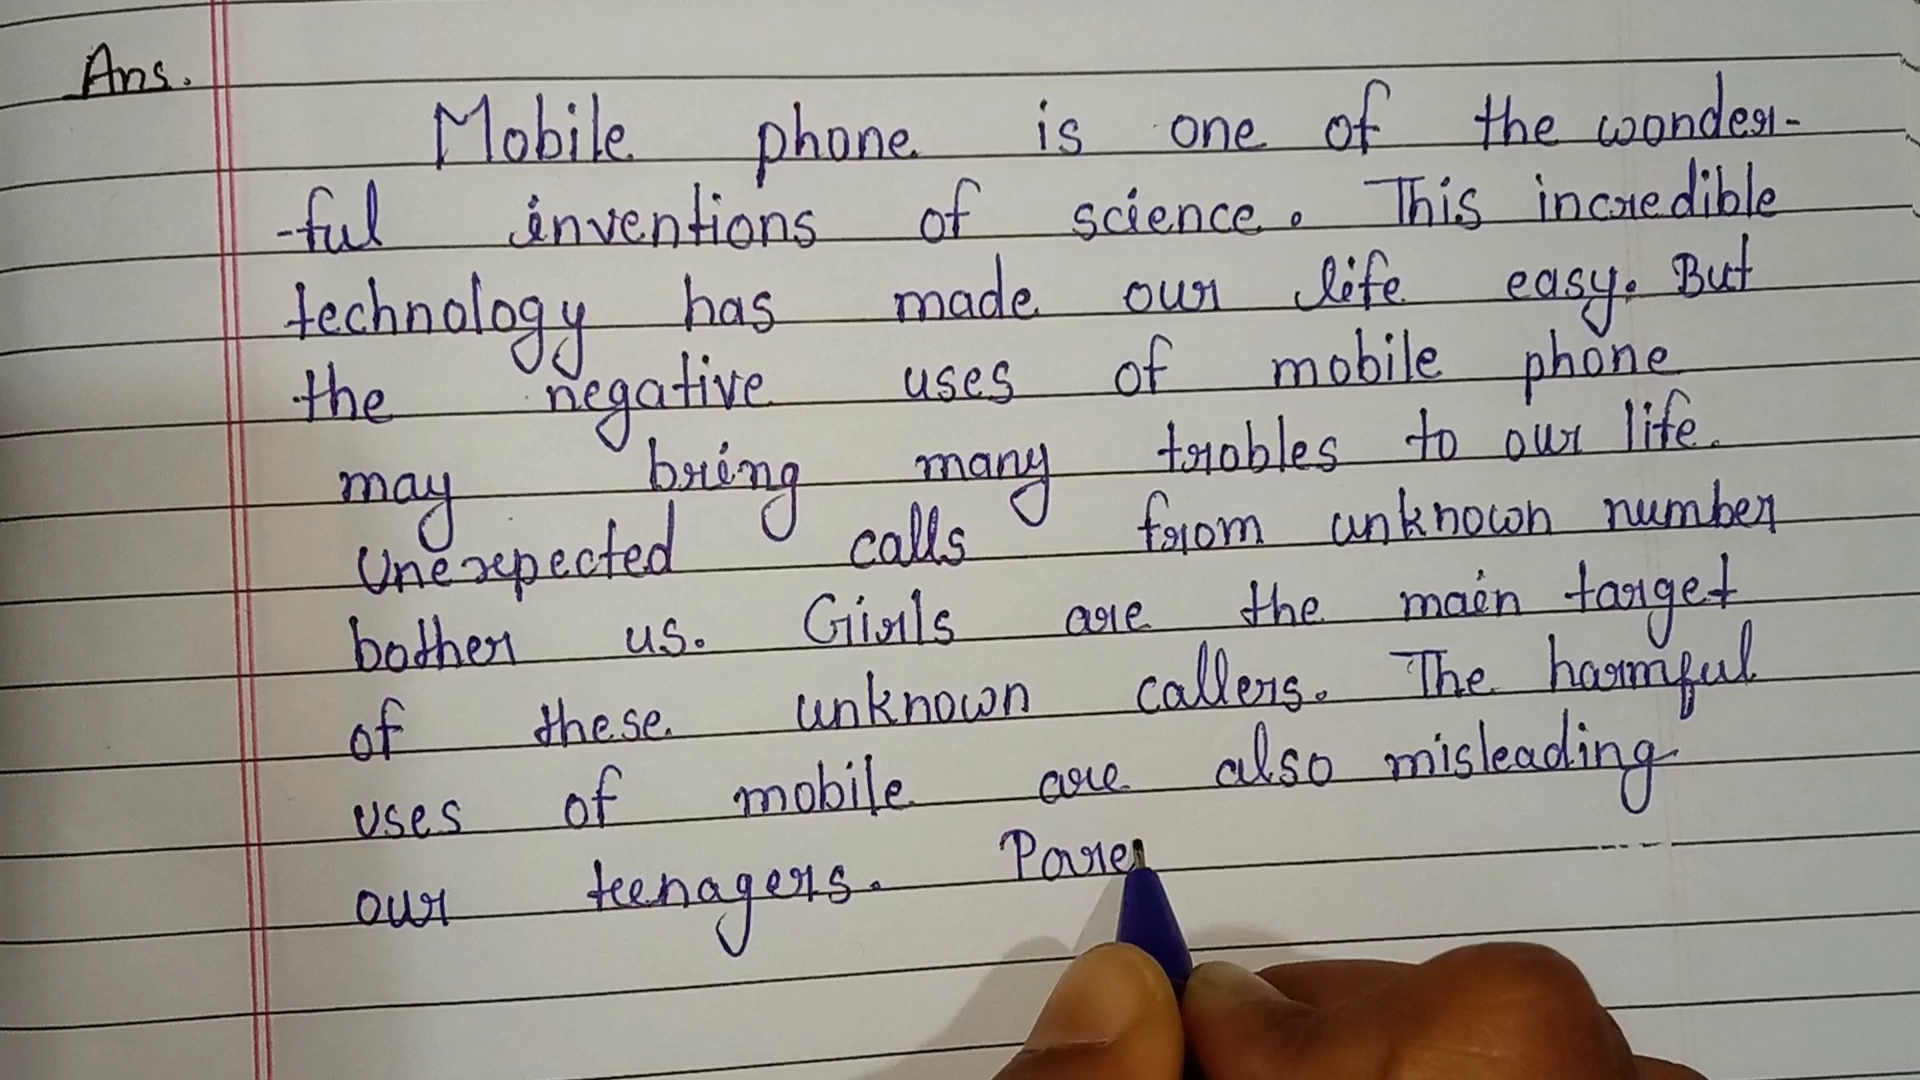 Ans.
Mobile phone is one of the wonder-
-ful inventions of science. This incredible
technology has made our life easy. But
the negative uses of mobile phone
may bring many trobles to our life.
Unexpected calls from unknown number
bother us. Girls are the main target
of these unknown callers. The harmful
uses of mobile are also misleading
our teenagers. Pare